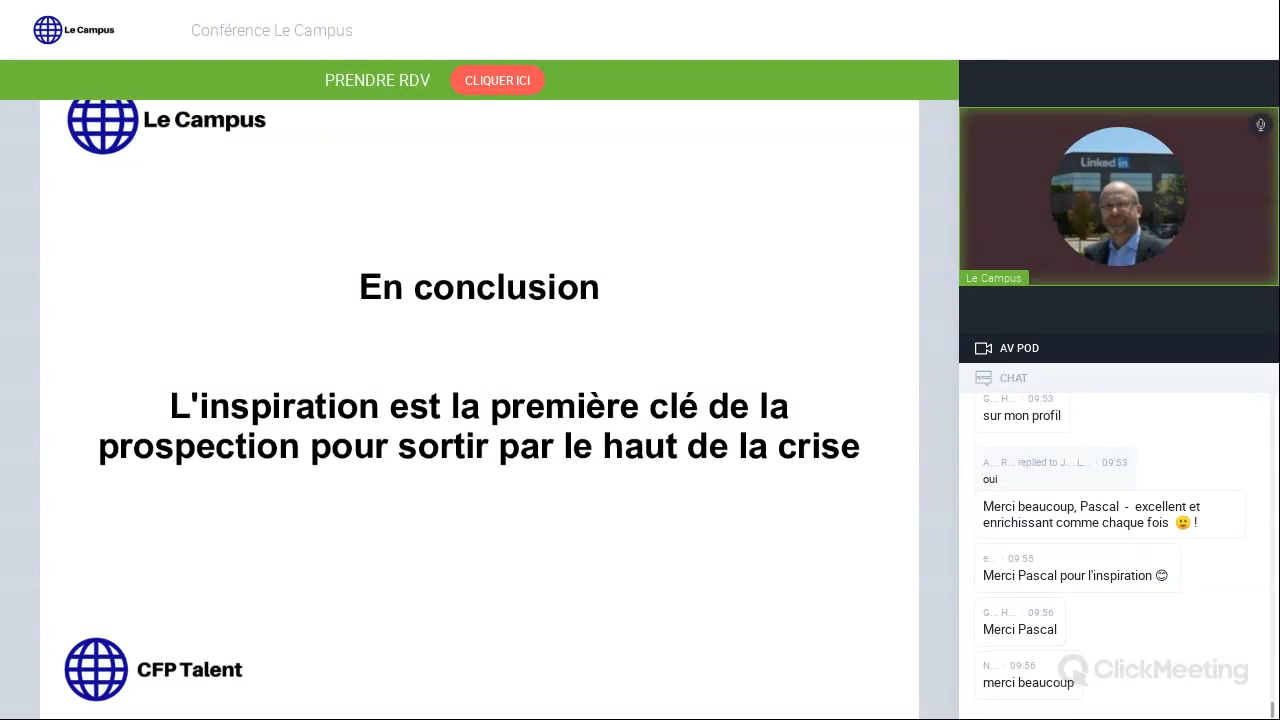 Le Campus
Conférence Le Campus
PRENDRE RDV
CLIQUER ICI
Le Campus
En conclusion
L'inspiration est la première clé de la
prospection pour sortir par le haut de la crise
CFP Talent
Linked in
Le Campus
AV POD
CHAT
G... H... 09:53
sur mon profil
A... R... replied to J... L... 09:53
oui
Merci beaucoup, Pascal - excellent et
enrichissant comme chaque fois 🙂 !
e... 09:55
Merci Pascal pour l'inspiration 😊
G... H... 09:56
Merci Pascal
N... 09:56
merci beaucoup
ClickMeeting